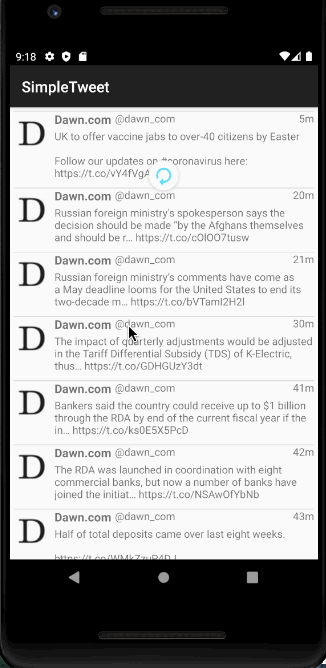 9:18
SimpleTweet
Dawn.com @dawn_com 5m
D
UK to offer vaccine jabs to over-40 citizens by Easter
Follow our updates on #coronavirus here:
https://t.co/vY4fVgA
Dawn.com @dawn_com 20m
D
Russian foreign ministry's spokesperson says the
decision should be made "by the Afghans themselves
and should be r... https://t.co/cOlOO7tusw
Dawn.com @dawn_com 21m
D
Russian foreign ministry's comments have come as
a May deadline looms for the United States to end its
two-decade m... https://t.co/bVTamI2H2l
Dawn.com @dawn_com 30m
D
The impact of quarterly adjustments would be adjusted
in the Tariff Differential Subsidy (TDS) of K-Electric,
thus... https://t.co/GDHGUzY3dt
Dawn.com @dawn_com 41m
D
Bankers said the country could receive up to $1 billion
through the RDA by end of the current fiscal year if the
in... https://t.co/ks0E5X5PcD
Dawn.com @dawn_com 42m
D
The RDA was launched in coordination with eight
commercial banks, but now a number of banks have
joined the initiat... https://t.co/NSAwOfYbNb
Dawn.com @dawn_com 43m
D
Half of total deposits came over last eight weeks.